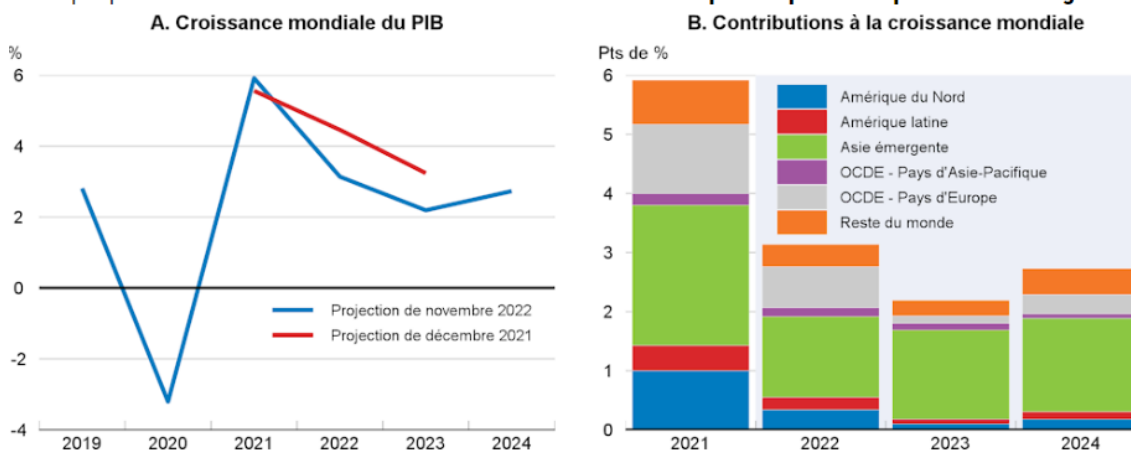 A. Croissance mondiale du PIB
%
6
4
2
0
-2
-4
2019 2020 2021 2022 2023 2024
Projection de novembre 2022
Projection de décembre 2021
B. Contributions à la croissance mondiale
Pts de %
6
5
4
3
2
1
0
2021 2022 2023 2024
Amérique du Nord
Amérique latine
Asie émergente
OCDE - Pays d'Asie-Pacifique
OCDE - Pays d'Europe
Reste du monde